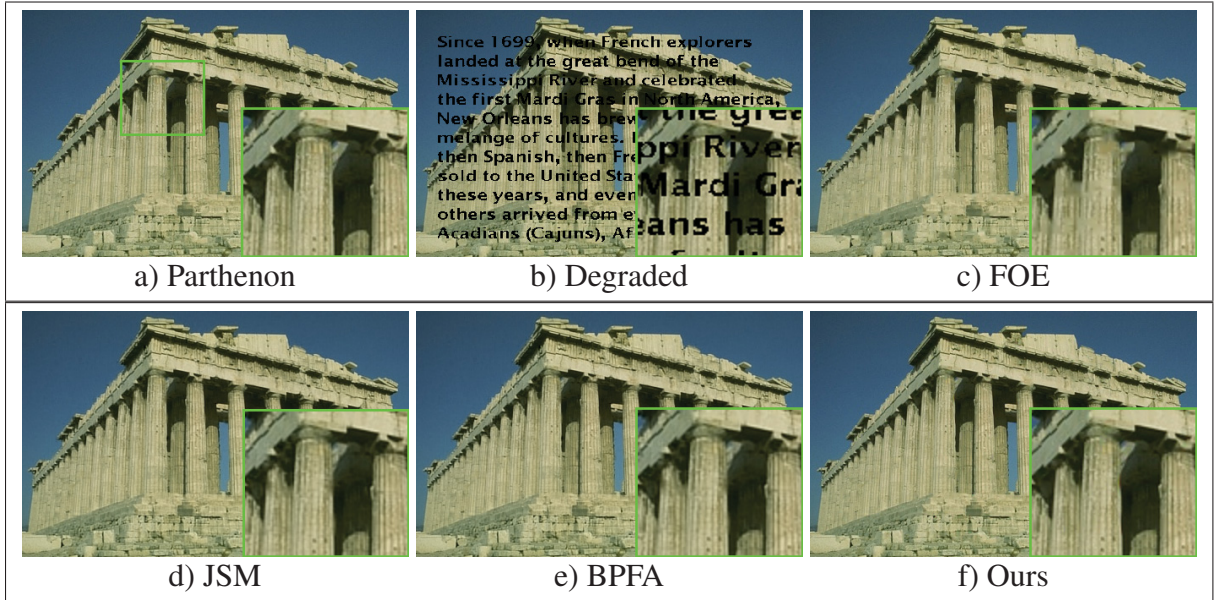 Since 1699, when French explorers
landed at the great bend of the
Mississippi River and celebrated
the first Mardi Gras in North America,
New Orleans has brew
melange of cultures. I
then Spanish, then Fre
sold to the United Sta
these years, and even
others arrived from e
Acadians (Cajuns), Af
t the grea
ppi River
Mardi Gra
eans has
a) Parthenon
b) Degraded
c) FOE
d) JSM
e) BPFA
f) Ours